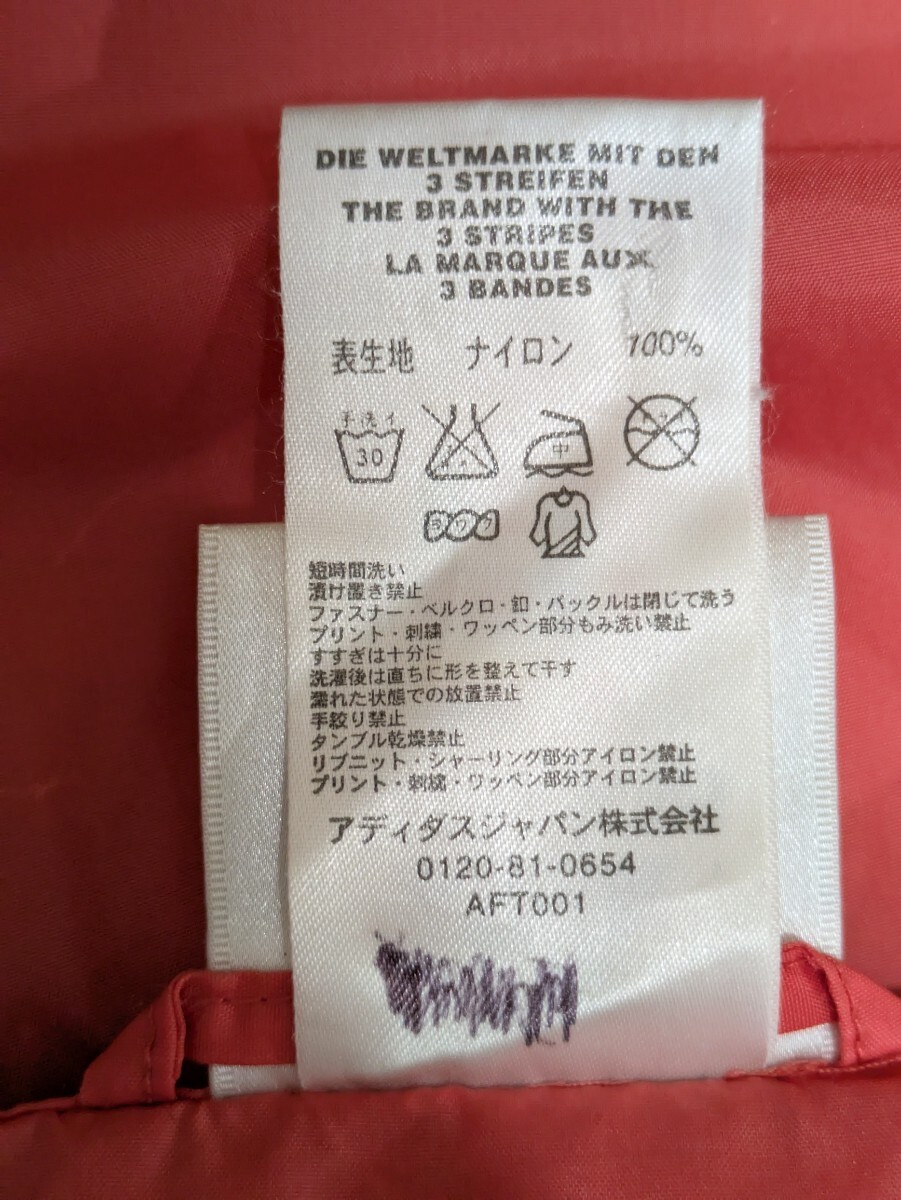 DIE WELTMARKE MIT DEN
3 STREIFEN
THE BRAND WITH THE
3 STRIPES
LA MARQUE AUX
3 BANDES
表生地 ナイロン 100%
手洗イ
30
中
ヨワク
短時間洗い
漬け置き禁止
ファスナー・ベルクロ・釦・バックルは閉じて洗う
プリント・刺繍・ワッペン部分もみ洗い禁止
すすぎは十分に
洗濯後は直ちに形を整えて干す
濡れた状態での放置禁止
手絞り禁止
タンブル乾燥禁止
リブニット・シャーリング部分アイロン禁止
プリント・刺繍・ワッペン部分アイロン禁止
アディダスジャパン株式会社
0120-81-0654
AFT001